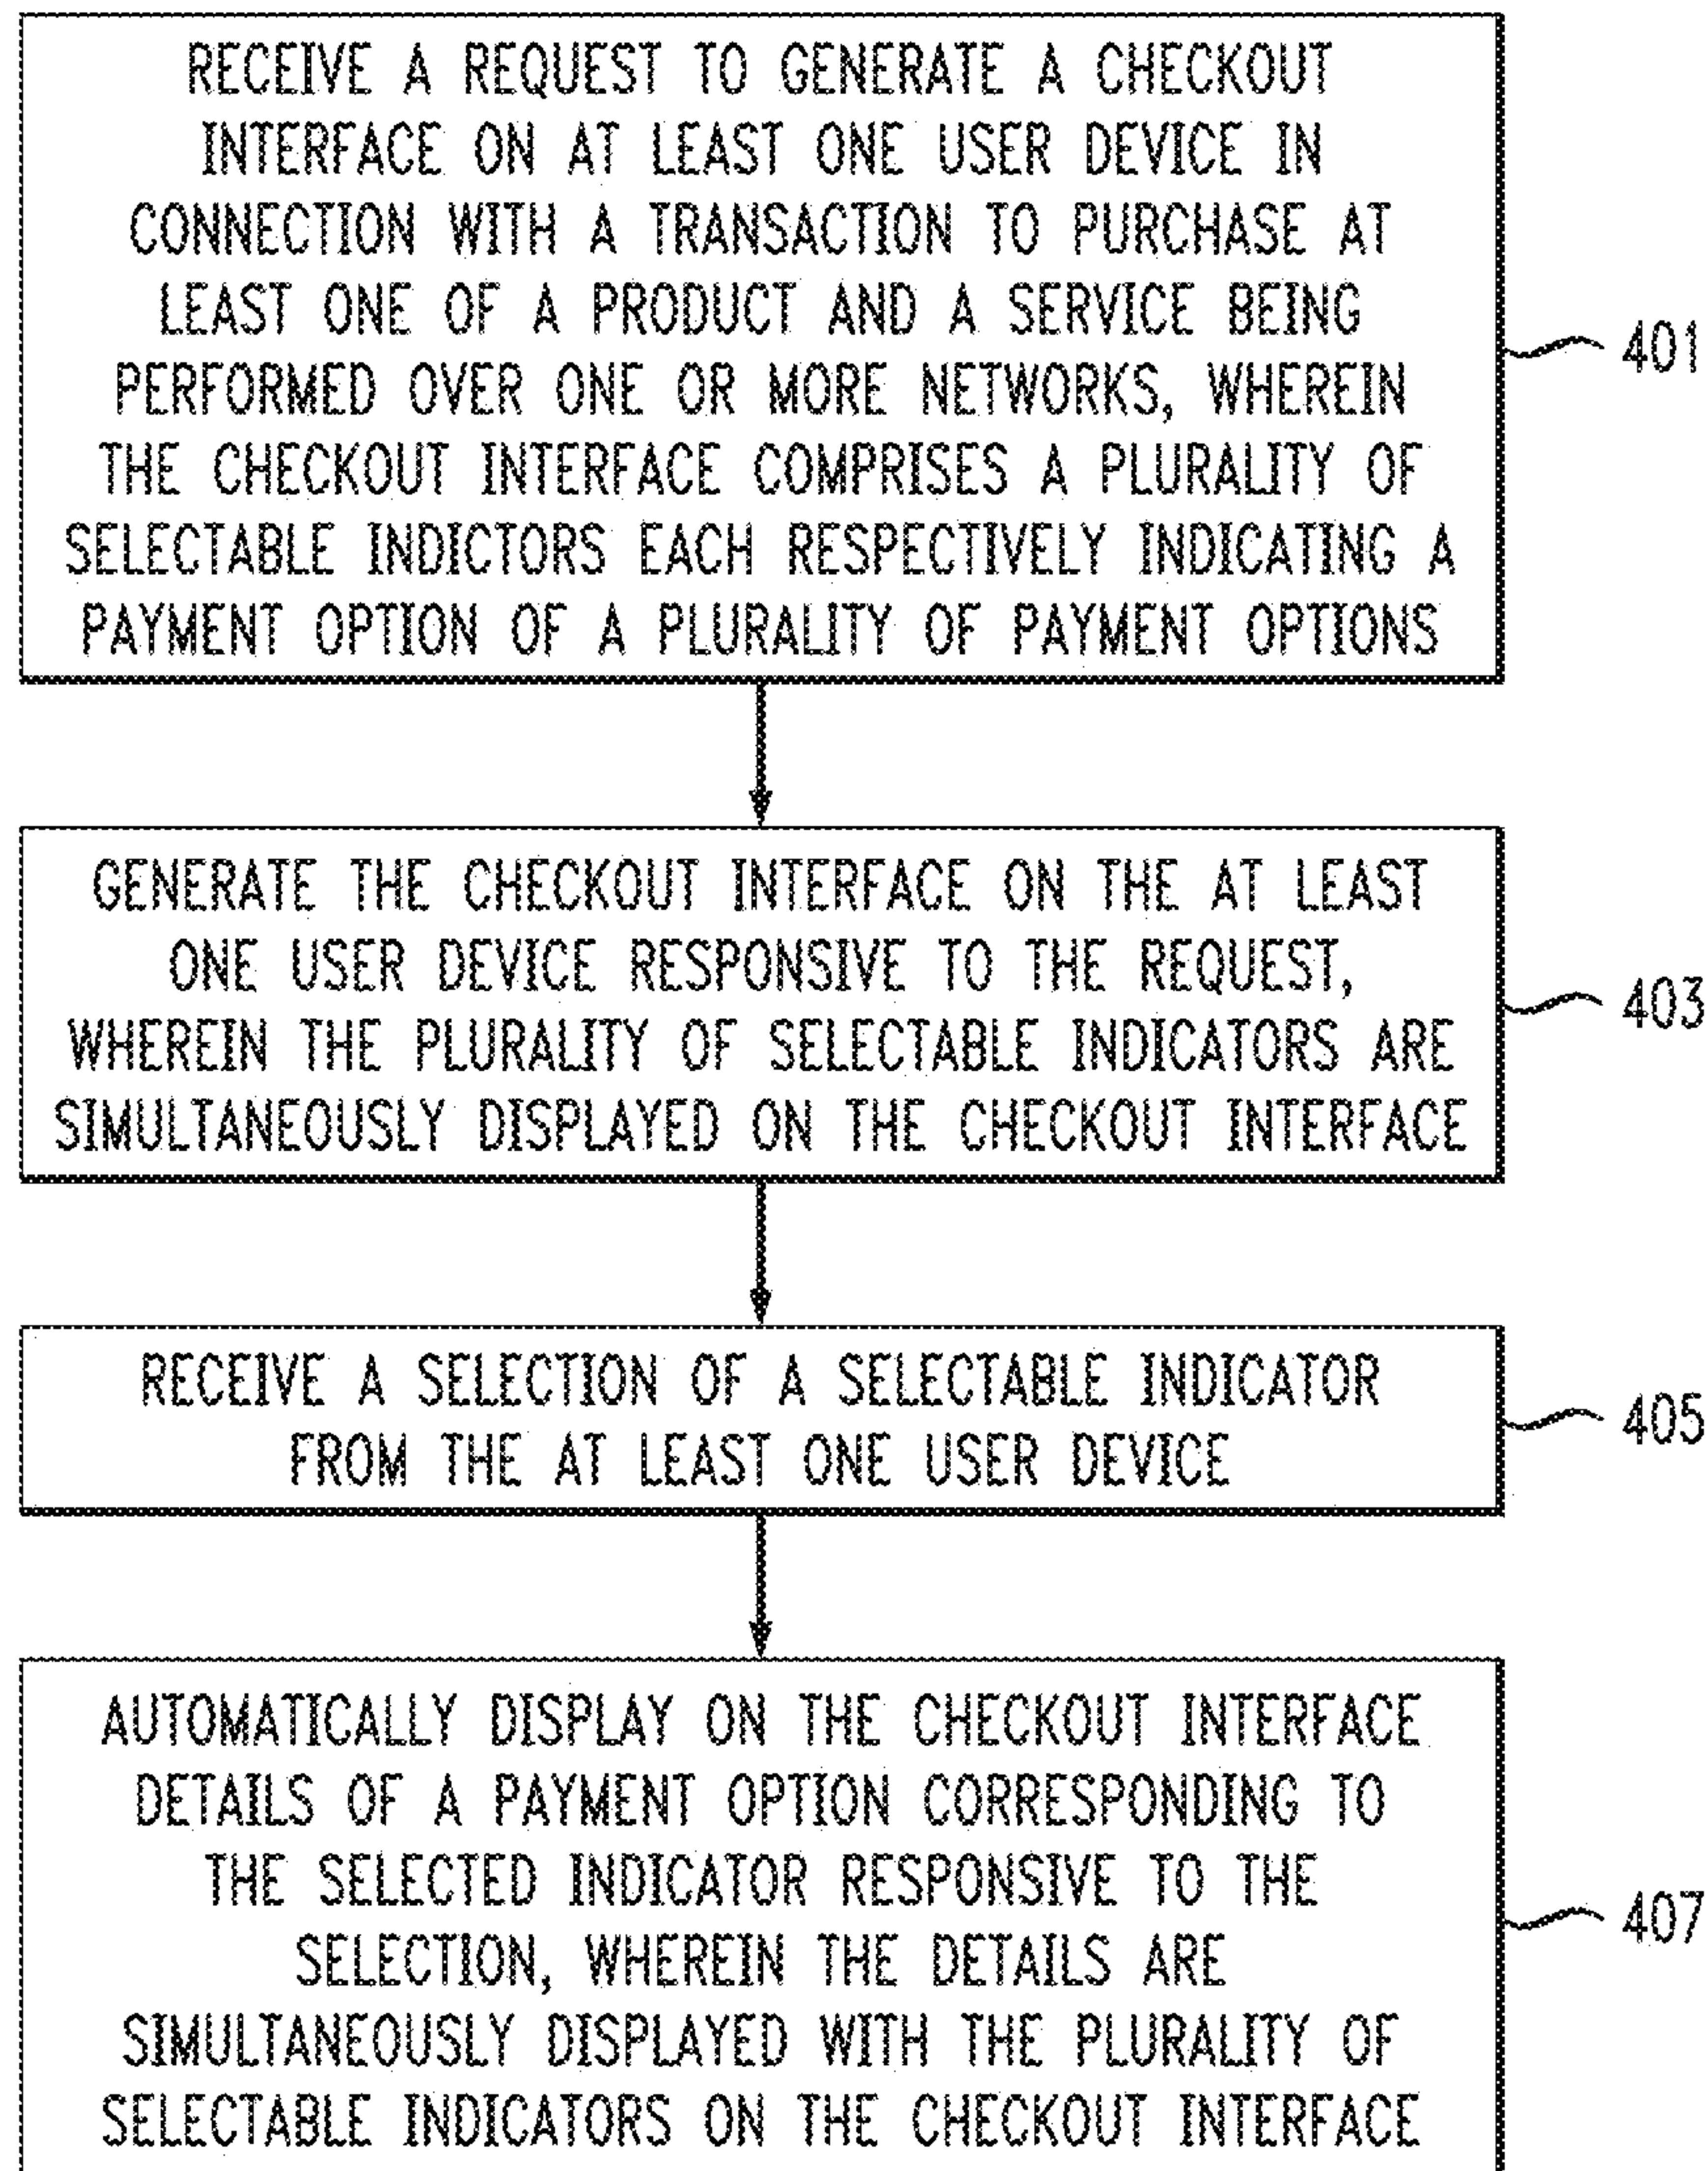 RECEIVE A REQUEST TO GENERATE A CHECKOUT
INTERFACE ON AT LEAST ONE USER DEVICE IN
CONNECTION WITH A TRANSACTION TO PURCHASE AT
LEAST ONE OF A PRODUCT AND A SERVICE BEING
PERFORMED OVER ONE OR MORE NETWORKS, WHEREIN
THE CHECKOUT INTERFACE COMPRISES A PLURALITY OF
SELECTABLE INDICTORS EACH RESPECTIVELY INDICATING A
PAYMENT OPTION OF A PLURALITY OF PAYMENT OPTIONS
401
GENERATE THE CHECKOUT INTERFACE ON THE AT LEAST
ONE USER DEVICE RESPONSIVE TO THE REQUEST,
WHEREIN THE PLURALITY OF SELECTABLE INDICATORS ARE
SIMULTANEOUSLY DISPLAYED ON THE CHECKOUT INTERFACE
403
RECEIVE A SELECTION OF A SELECTABLE INDICATOR
FROM THE AT LEAST ONE USER DEVICE
405
AUTOMATICALLY DISPLAY ON THE CHECKOUT INTERFACE
DETAILS OF A PAYMENT OPTION CORRESPONDING TO
THE SELECTED INDICATOR RESPONSIVE TO THE
SELECTION, WHEREIN THE DETAILS ARE
SIMULTANEOUSLY DISPLAYED WITH THE PLURALITY OF
SELECTABLE INDICATORS ON THE CHECKOUT INTERFACE
407